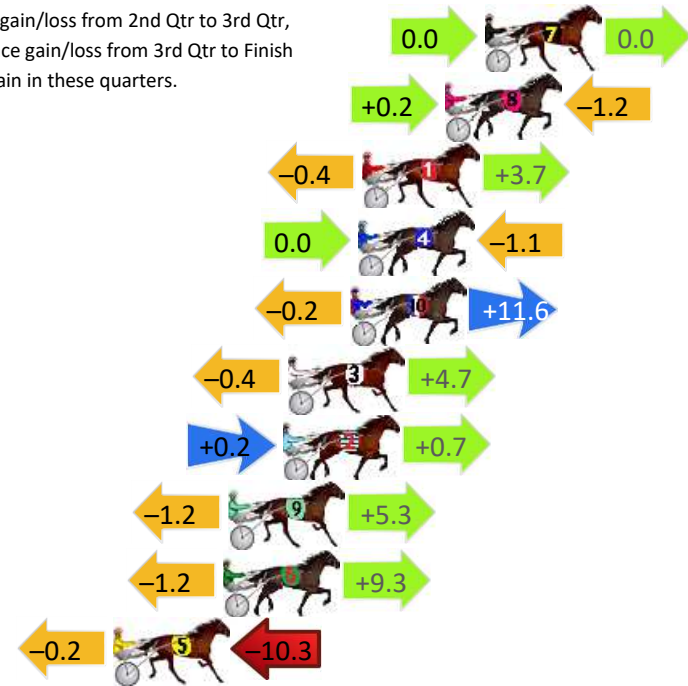 gain/loss from 2nd Qtr to 3rd Qtr,
ce gain/loss from 3rd Qtr to Finish
ain in these quarters.
0.0 7 0.0
+0.2 8 –1.2
–0.4 1 +3.7
0.0 4 –1.1
–0.2 0 +11.6
–0.4 3 +4.7
+0.2 2 +0.7
–1.2 9 +5.3
–1.2 6 +9.3
–0.2 5 –10.3